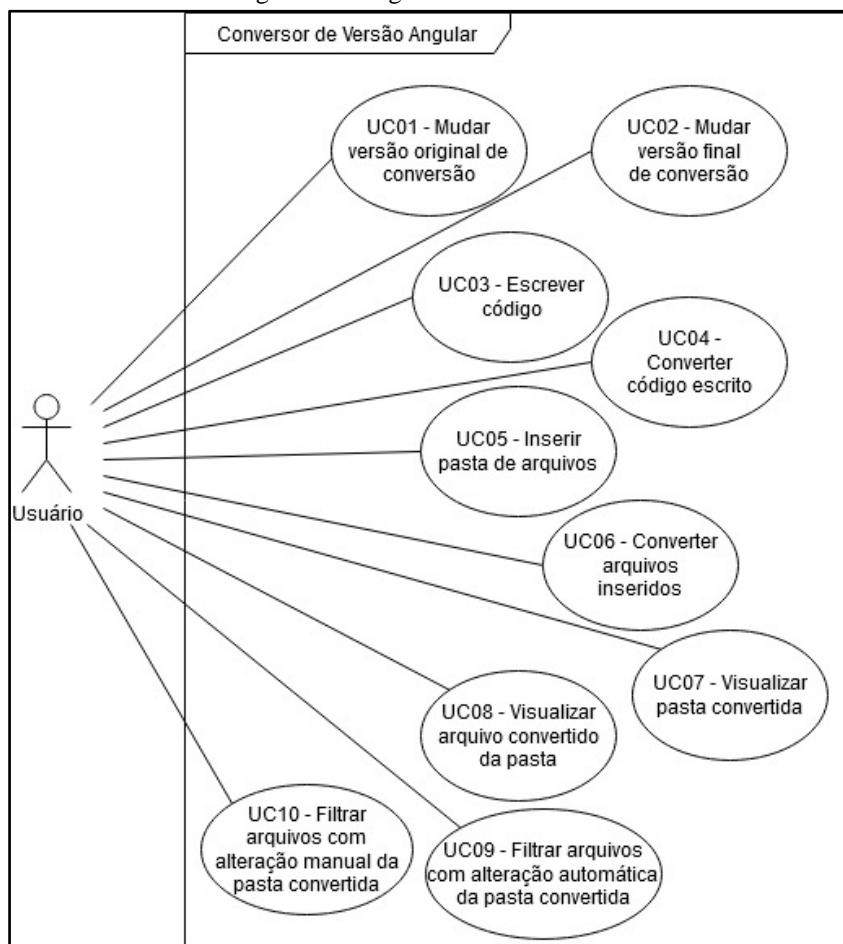 Conversor de Versão Angular
UC01 - Mudar
versão original de
conversão
UC02 - Mudar
versão final
de conversão
UC03 - Escrever
código
UC04 -
Converter
código escrito
UC05 - Inserir
pasta de arquivos
Usuário
UC06 - Converter
arquivos
inseridos
UC07 - Visualizar
pasta convertida
UC08 - Visualizar
arquivo convertido
da pasta
UC10 - Filtrar
arquivos com
alteração manual da
pasta convertida
UC09 - Filtrar arquivos
com alteração automática
da pasta convertida